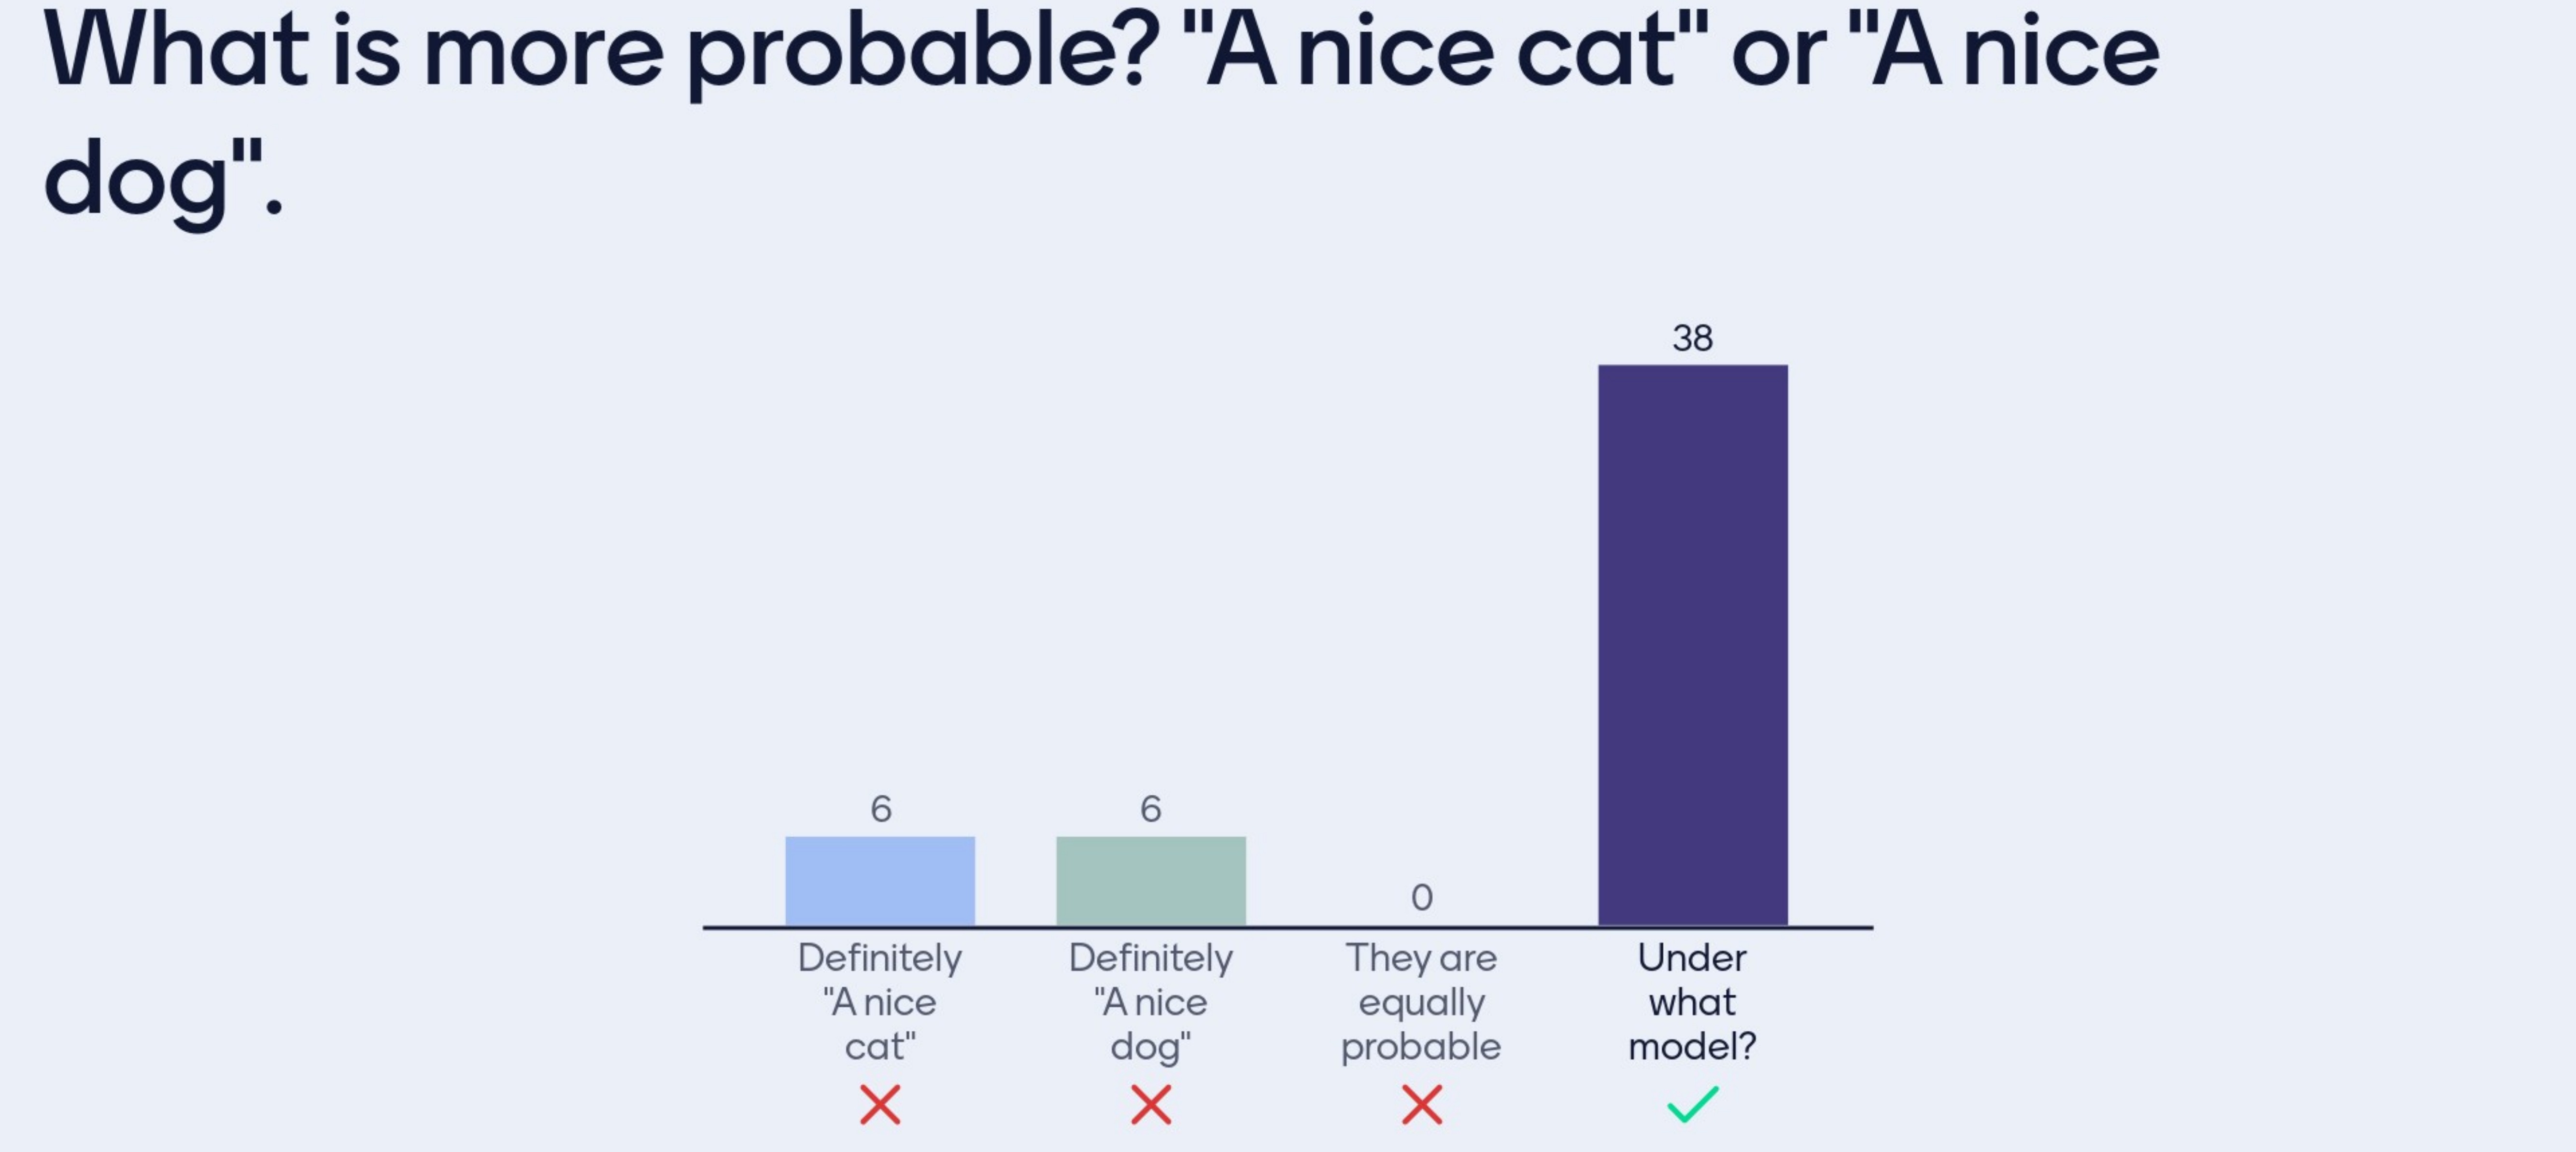 What is more probable? "A nice cat" or "A nice
dog".
38
6
6
0
Definitely
"A nice
cat"
Definitely
"A nice
dog"
They are
equally
probable
Under
what
model?